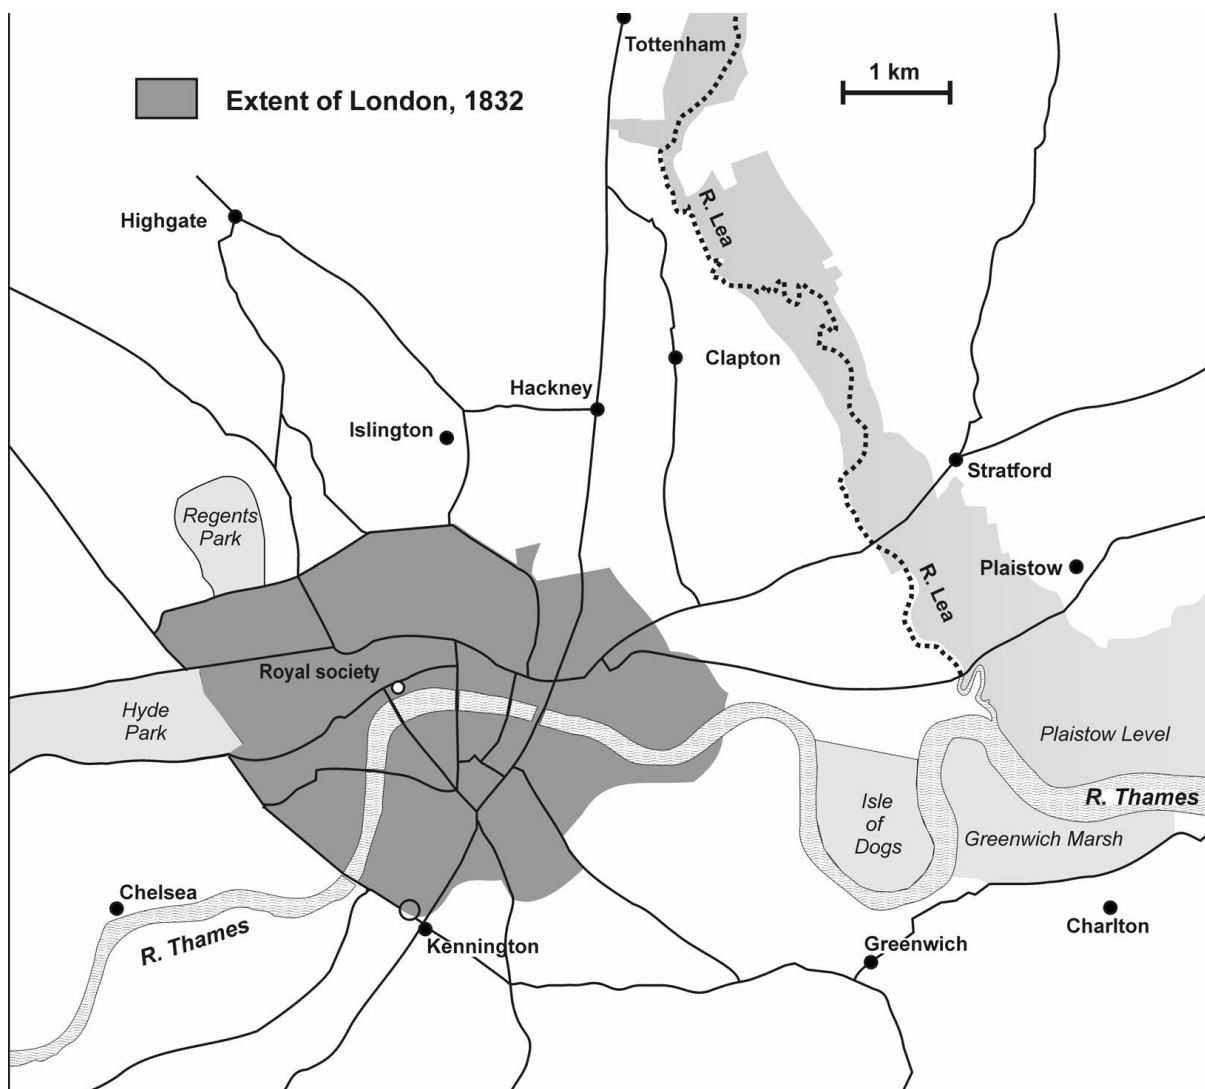 Tottenham
1 km
Extent of London, 1832
R. Lea
Highgate
Clapton
Hackney
Islington
Stratford
Regents
Park
Plaistow
R. Lea
Royal society
Hyde
Park
Plaistow Level
R. Thames
Isle
of
Dogs
Greenwich Marsh
Chelsea
R. Thames
Kennington
Greenwich
Charlton